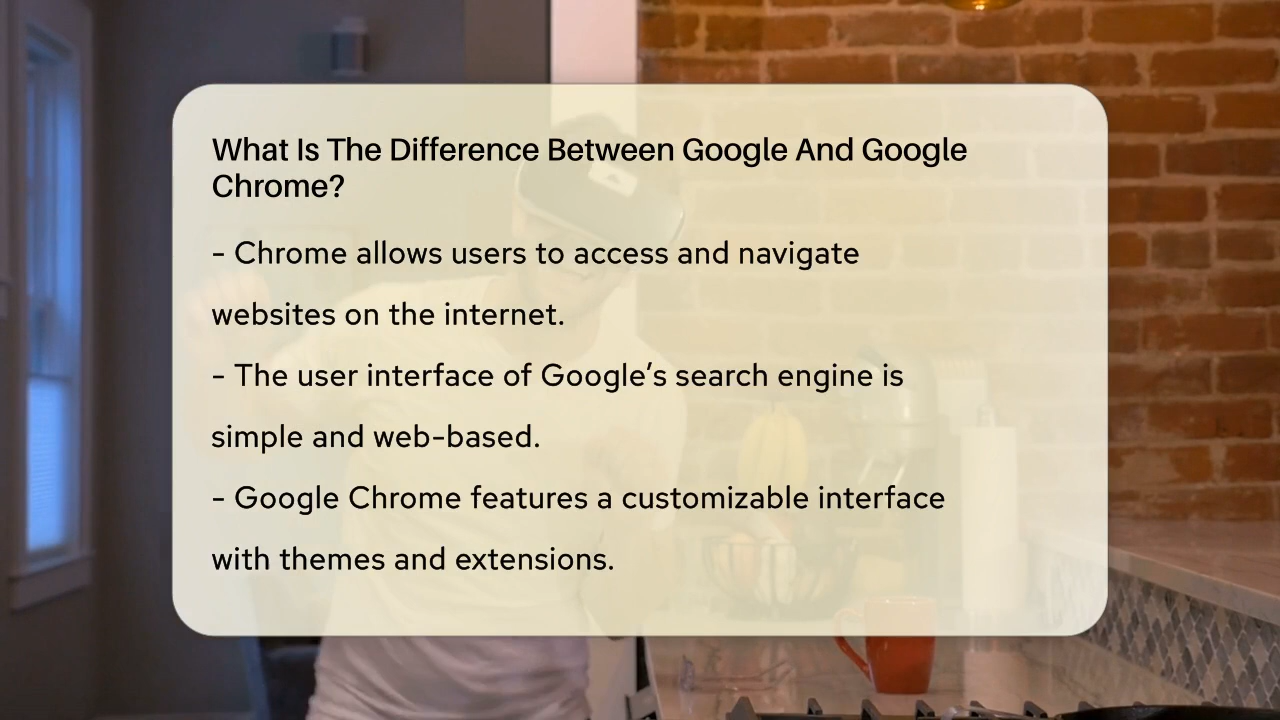 What Is The Difference Between Google And Google
Chrome?
- Chrome allows users to access and navigate
websites on the internet.
- The user interface of Google’s search engine is
simple and web-based.
- Google Chrome features a customizable interface
with themes and extensions.